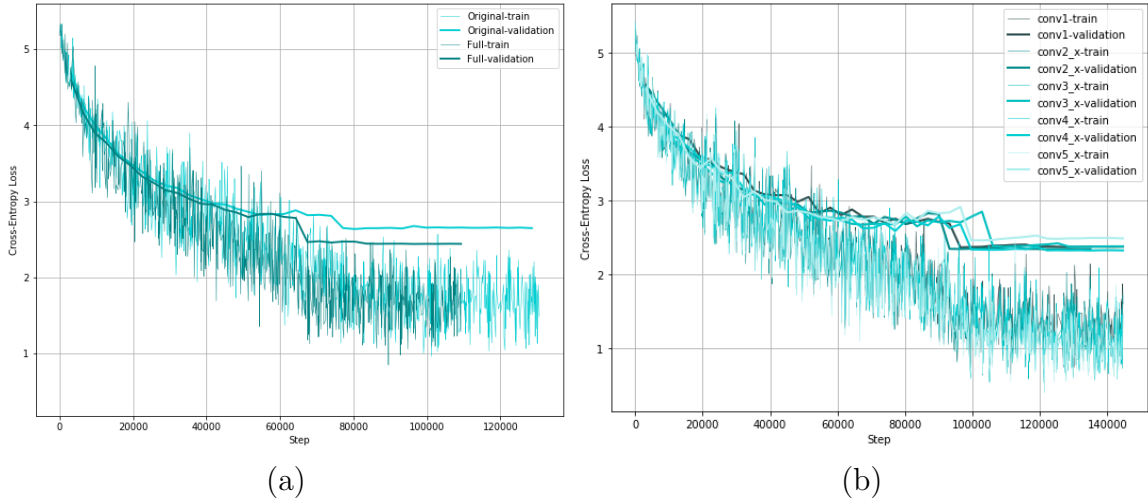 Original-train
Original-validation
Full-train
Full-validation
5
4
3
2
1
Cross-Entropy Loss
0 20000 40000 60000 80000 100000 120000
Step
(a)
conv1-train
conv1-validation
conv2_x-train
conv2_x-validation
conv3_x-train
conv3_x-validation
conv4_x-train
conv4_x-validation
conv5_x-train
conv5_x-validation
5
4
3
2
1
Cross-Entropy Loss
0 20000 40000 60000 80000 100000 120000 140000
Step
(b)